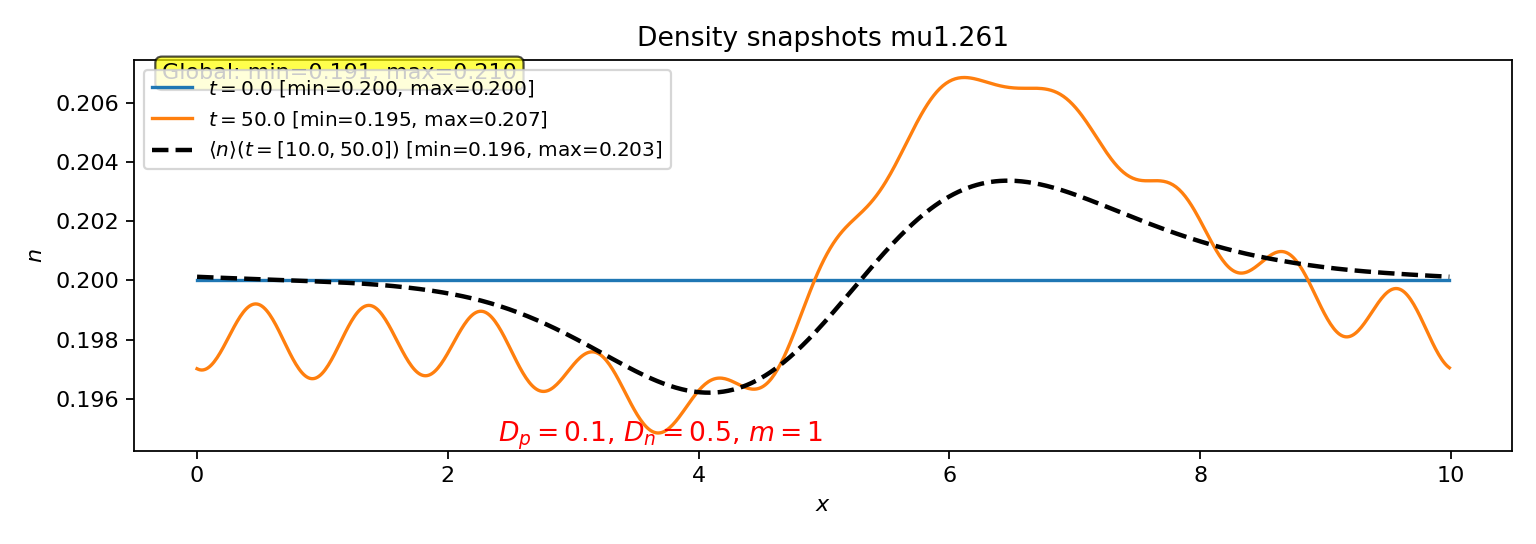 Density snapshots mu1.261
Global: min=0.191, max=0.210
t = 0.0 [min=0.200, max=0.200]
t = 50.0 [min=0.195, max=0.207]
⟨n⟩(t = [10.0, 50.0]) [min=0.196, max=0.203]
0.206
0.204
0.202
0.200
0.198
0.196
n
D_p = 0.1, D_n = 0.5, m = 1
0 2 4 6 8 10
x